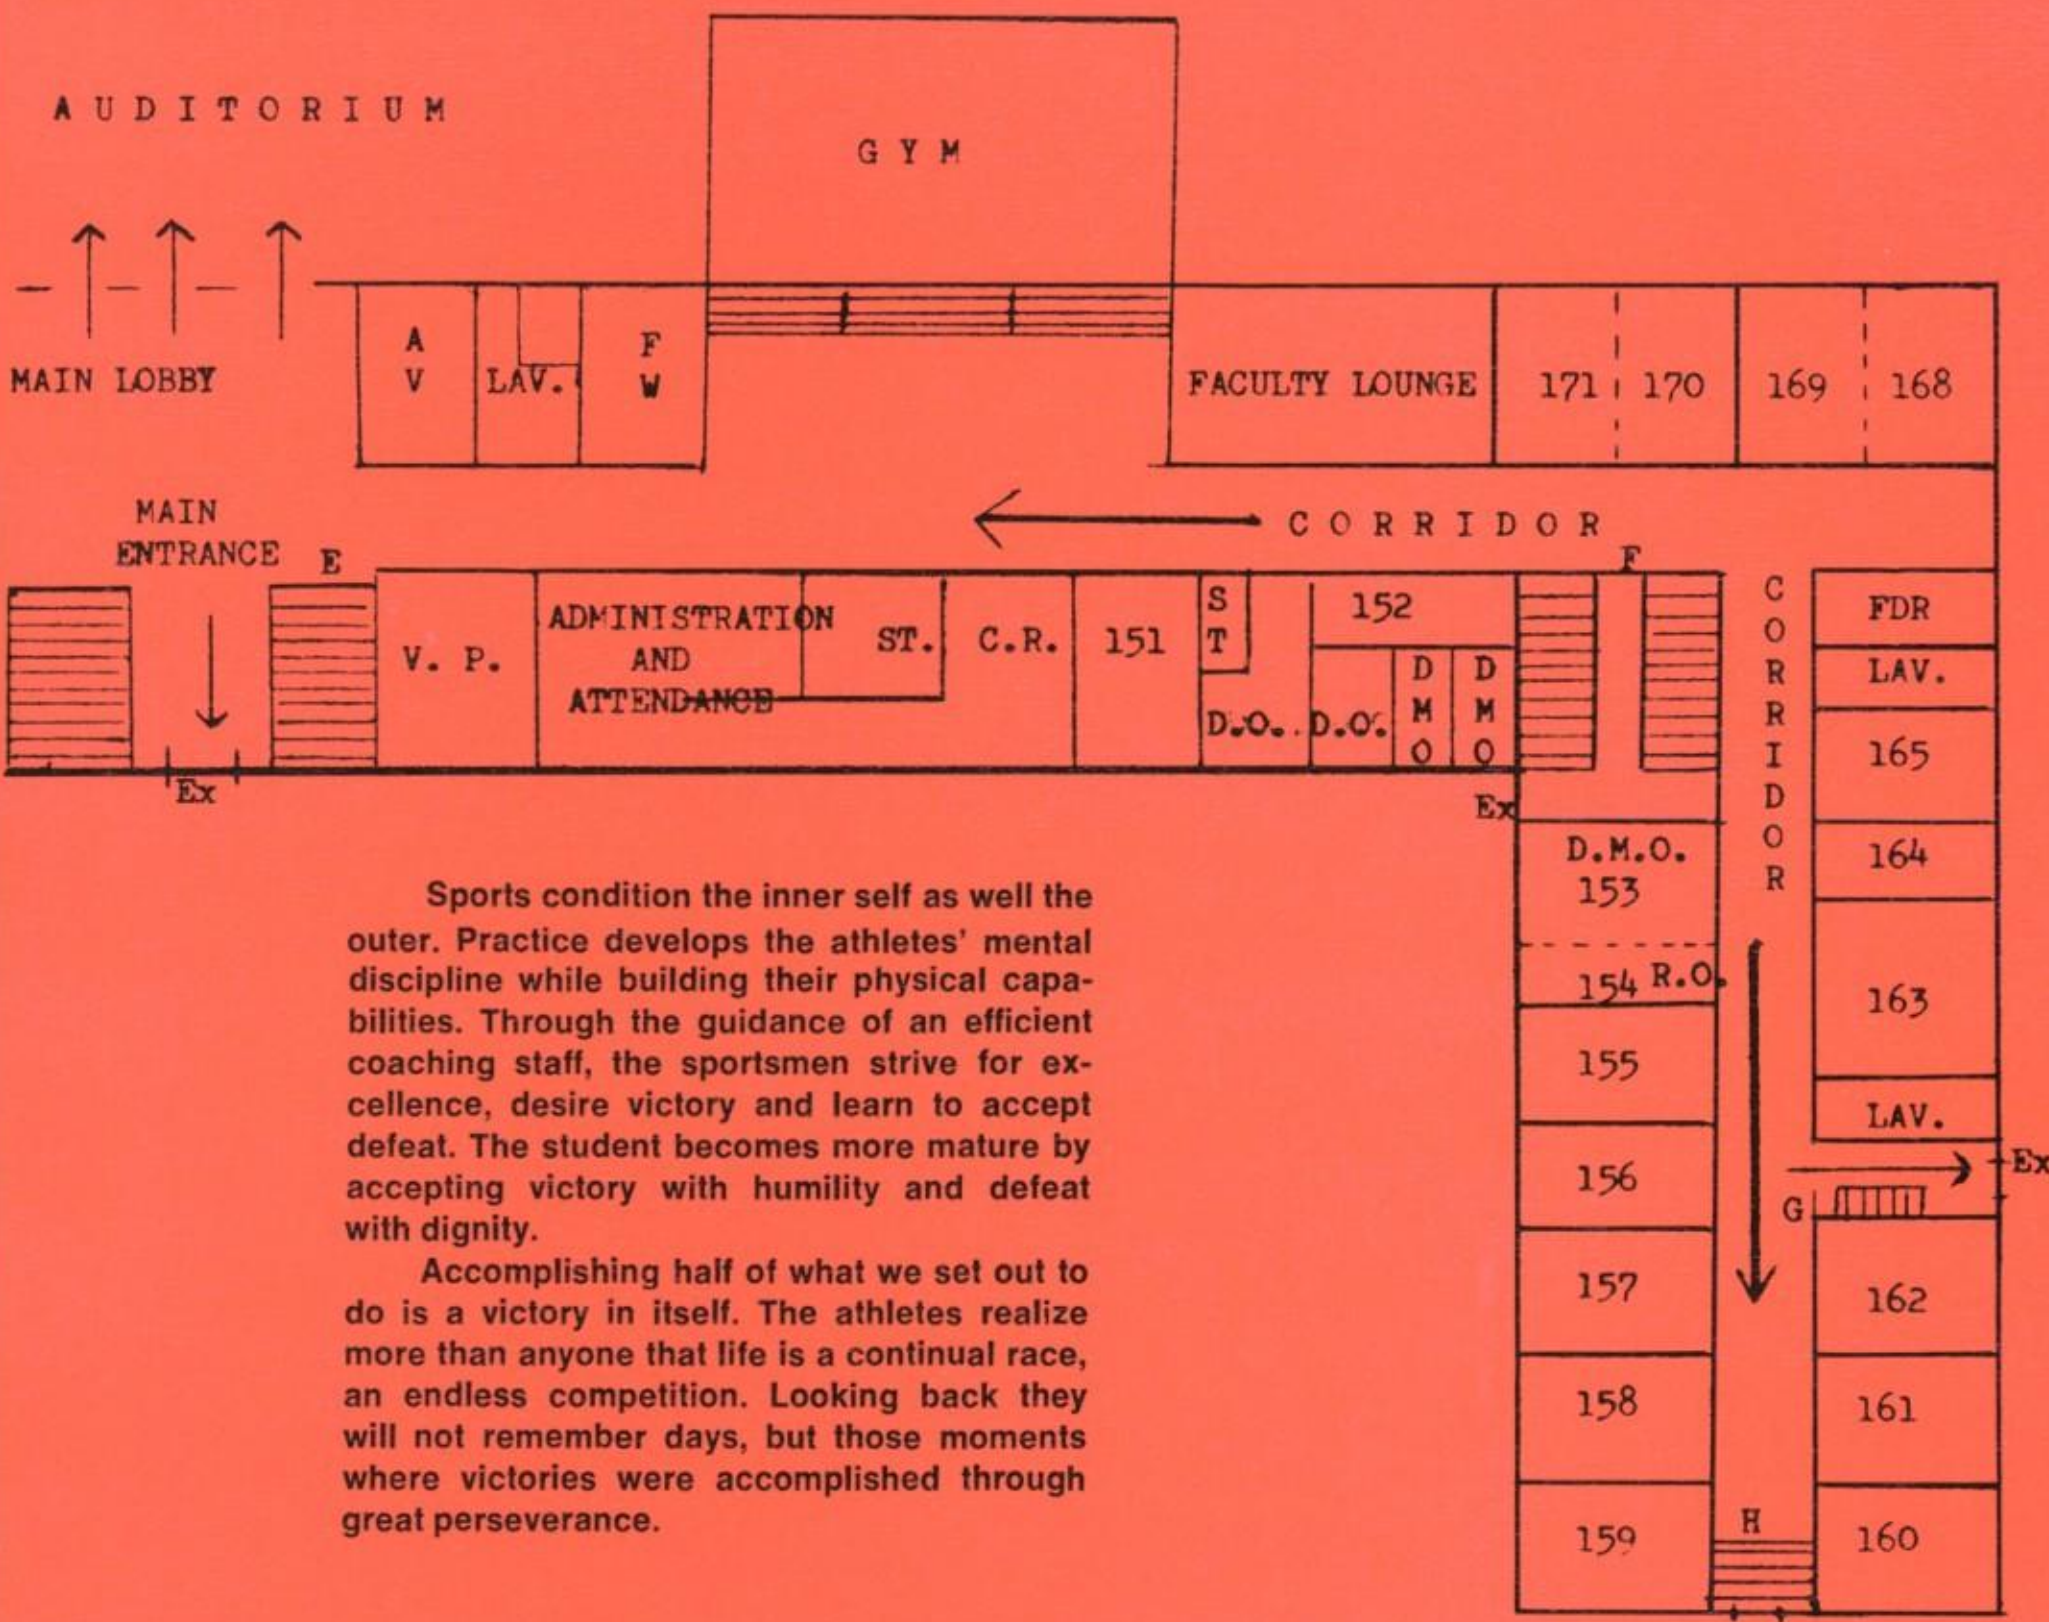 AUDITORIUM
GYM
MAIN LOBBY
A V
LAV.
F W
FACULTY LOUNGE
171
170
169
168
MAIN
ENTRANCE
E
CORRIDOR
F
V. P.
ADMINISTRATION
AND
ATTENDANCE
ST.
C.R.
151
ST
D.O.
152
D.O.
DMO
DMO
CORRIDOR
FDR
LAV.
165
164
163
LAV.
Ex
Ex
Ex
D.M.O.
153
154 R.O.
155
156
157
158
159
G
162
161
160
H
Sports condition the inner self as well the
outer. Practice develops the athletes' mental
discipline while building their physical capa-
bilities. Through the guidance of an efficient
coaching staff, the sportsmen strive for ex-
cellence, desire victory and learn to accept
defeat. The student becomes more mature by
accepting victory with humility and defeat
with dignity.
Accomplishing half of what we set out to
do is a victory in itself. The athletes realize
more than anyone that life is a continual race,
an endless competition. Looking back they
will not remember days, but those moments
where victories were accomplished through
great perseverance.